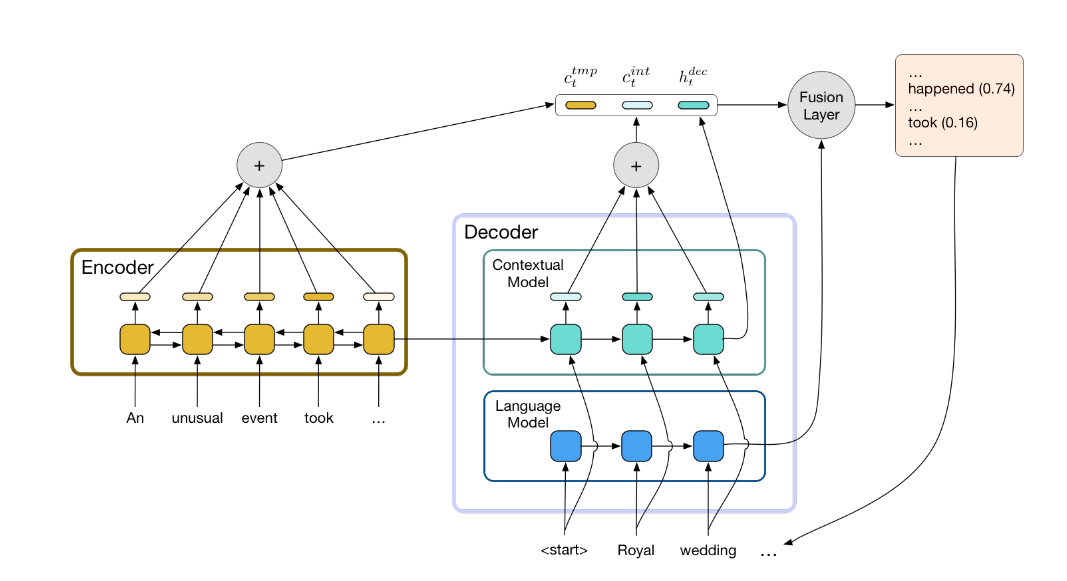 c_t^{tmp} c_t^{int} h_t^{dec}
Fusion
Layer
...
happened (0.74)
...
took (0.16)
...
+
+
Encoder
Decoder
Contextual
Model
Language
Model
An unusual event took ...
<start> Royal wedding ...